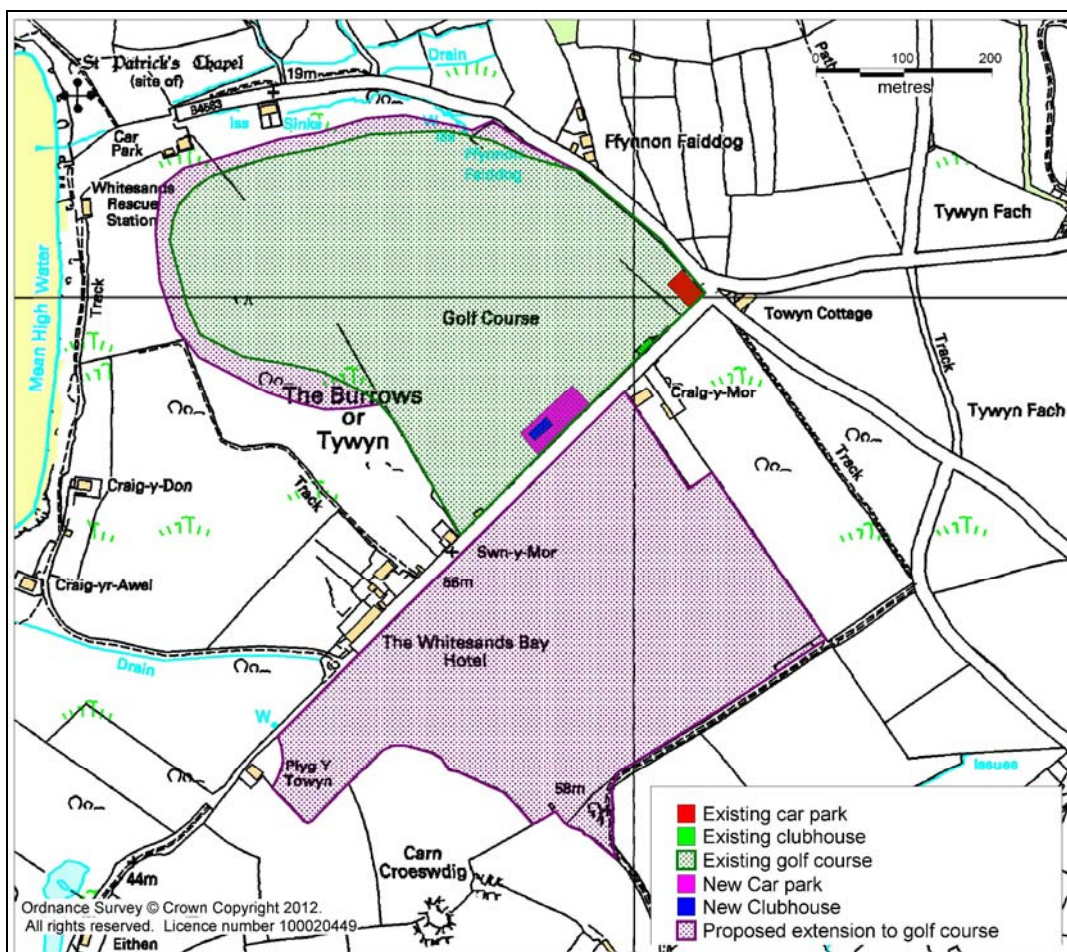 St Patrick's Chapel
(site of)
Drain
19m
B4583
Path
0 100 200
metres
Iss
Sinks
W
Iss
Ffynnon
Faiddog
Ffynnon Faiddog
Car
Park
Whitesands
Rescue
Station
Tywyn Fach
Mean High Water
Track
Golf Course
Towyn Cottage
Track
Craig-y-Mor
Tywyn Fach
The Burrows
or
Tywyn
Track
Track
Craig-y-Don
Swn-y-Mor
Craig-yr-Awel
66m
The Whitesands Bay
Hotel
Drain
W
Plyg Y
Towyn
Issues
58m
Carn
Croeswdig
44m
Eithen
Existing car park
Existing clubhouse
Existing golf course
New Car park
New Clubhouse
Proposed extension to golf course
Ordnance Survey © Crown Copyright 2012.
All rights reserved. Licence number 100020449